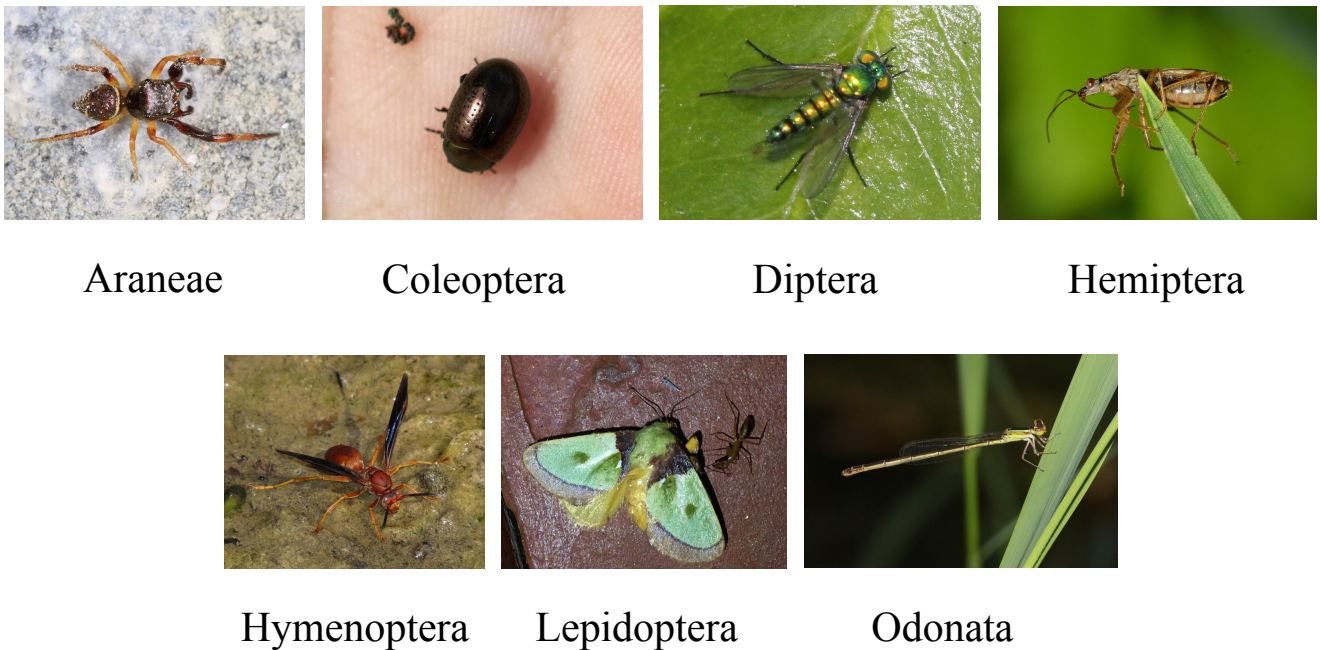 Araneae
Coleoptera
Diptera
Hemiptera
Hymenoptera
Lepidoptera
Odonata